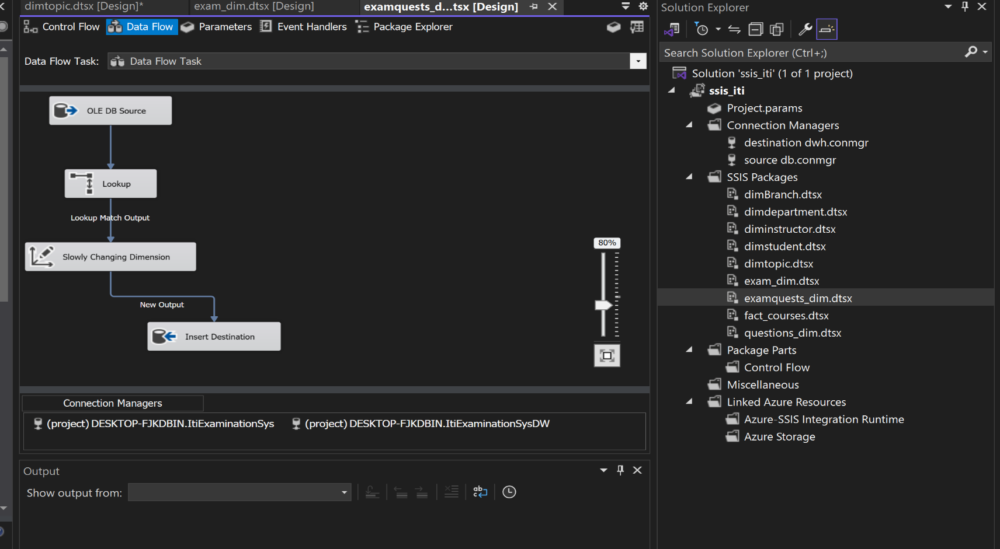 dimtopic.dtsx [Design]*
exam_dim.dtsx [Design]
examquests_d...tsx [Design]
Control Flow
Data Flow
Parameters
Event Handlers
Package Explorer
Data Flow Task:
Data Flow Task
OLE DB Source
Lookup
Lookup Match Output
Slowly Changing Dimension
New Output
Insert Destination
80%
Connection Managers
(project) DESKTOP-FJKDBIN.ItiExaminationSys
(project) DESKTOP-FJKDBIN.ItiExaminationSysDW
Output
Show output from:
Solution Explorer
Search Solution Explorer (Ctrl+;)
Solution 'ssis_iti' (1 of 1 project)
ssis_iti
Project.params
Connection Managers
destination dwh.conmgr
source db.conmgr
SSIS Packages
dimBranch.dtsx
dimdepartment.dtsx
diminstructor.dtsx
dimstudent.dtsx
dimtopic.dtsx
exam_dim.dtsx
examquests_dim.dtsx
fact_courses.dtsx
questions_dim.dtsx
Package Parts
Control Flow
Miscellaneous
Linked Azure Resources
Azure-SSIS Integration Runtime
Azure Storage